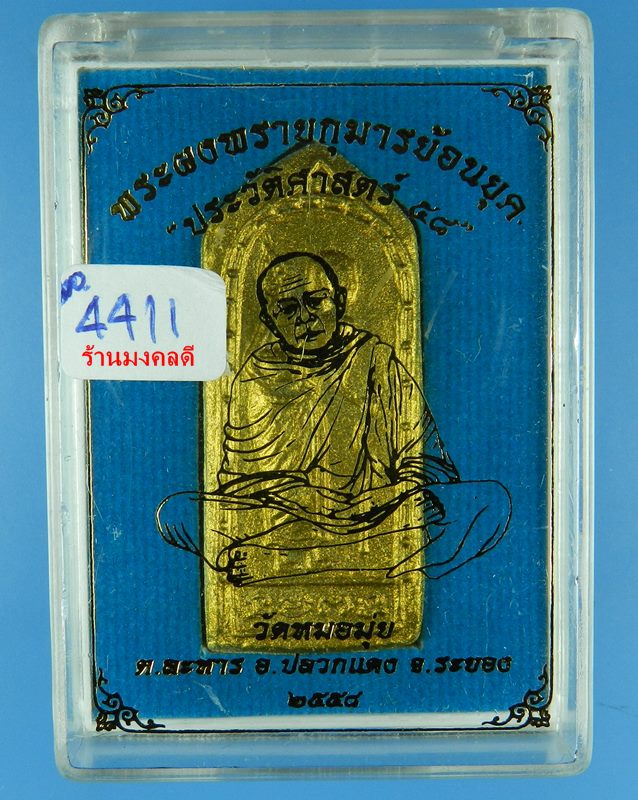 พระผงพรายกุมารย้อนยุค
"ประวัติศาสตร์ ๕๘"
4411
ร้านมงคลดี
วัดหมอมุ่ย
ต.ละหาร อ.ปลวกแดง จ.ระยอง
๒๕๕๘